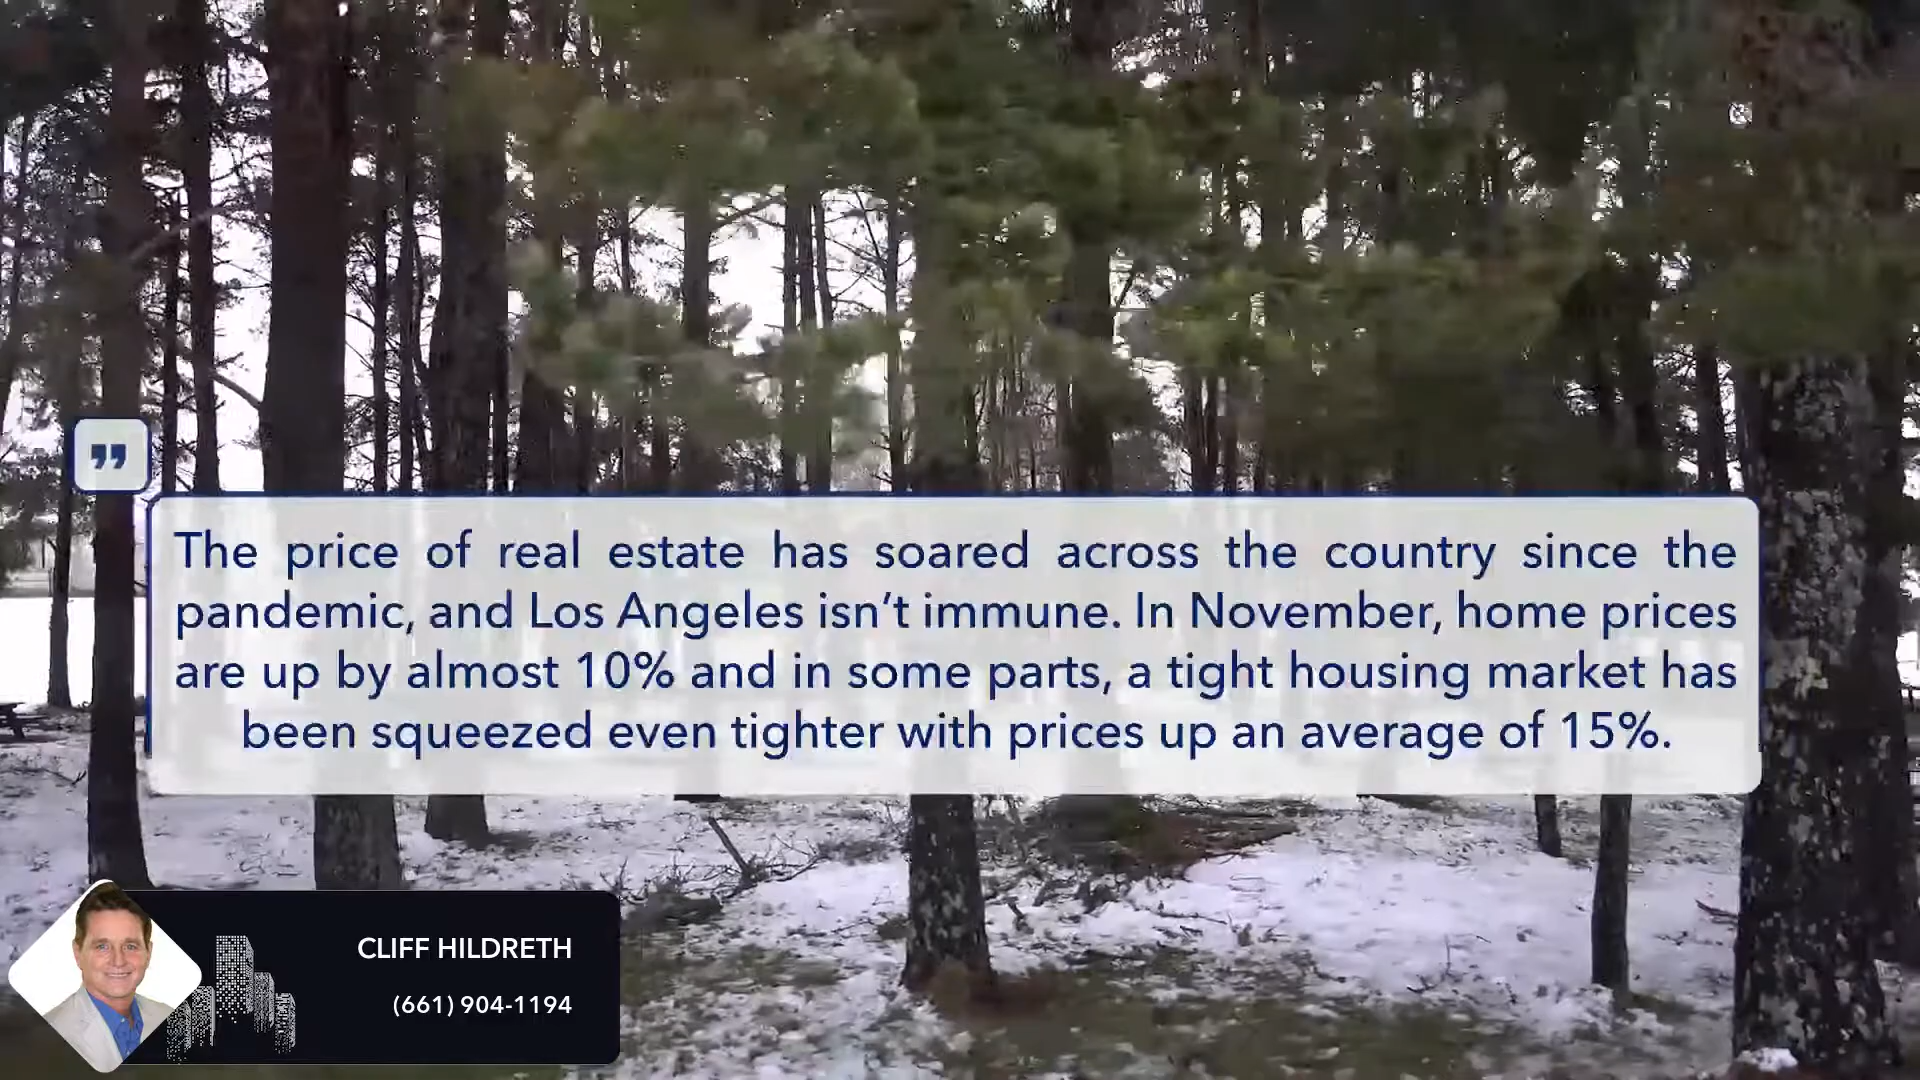 ”
The price of real estate has soared across the country since the
pandemic, and Los Angeles isn’t immune. In November, home prices
are up by almost 10% and in some parts, a tight housing market has
been squeezed even tighter with prices up an average of 15%.
CLIFF HILDRETH
(661) 904-1194